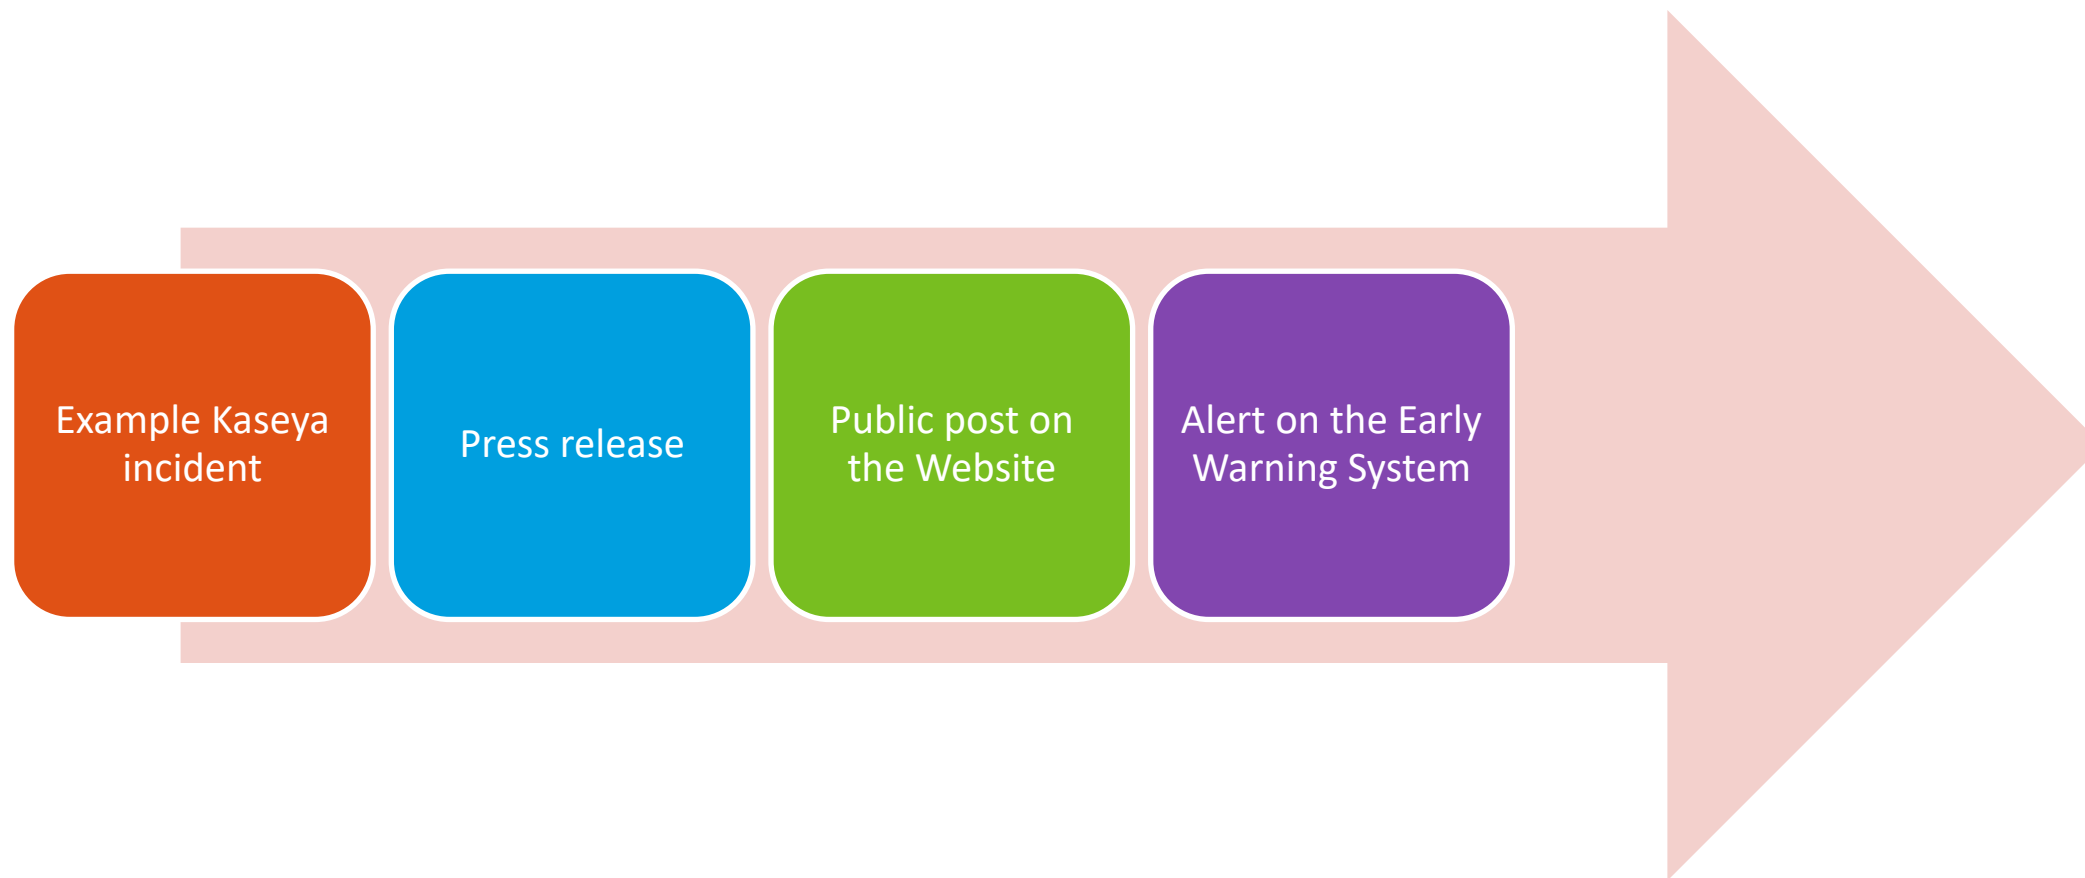 Example Kaseya
incident
Press release
Public post on
the Website
Alert on the Early
Warning System